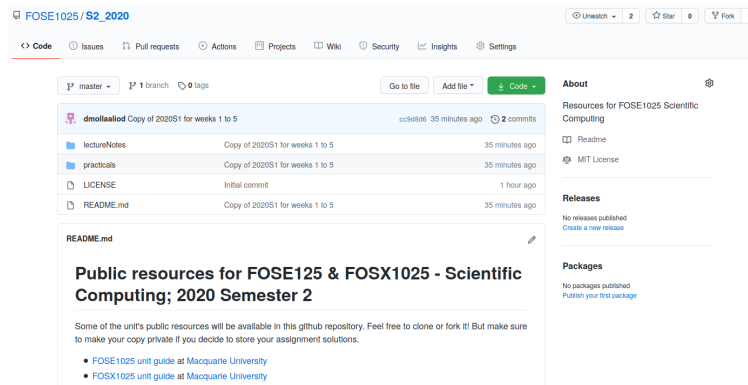 FOSE1025 / S2_2020
Unwatch 2 Star 0 Fork
Code Issues Pull requests Actions Projects Wiki Security Insights Settings
master 1 branch 0 tags Go to file Add file Code
dmollaaliod Copy of 2020S1 for weeks 1 to 5 cc9d8d6 35 minutes ago 2 commits
lectureNotes Copy of 2020S1 for weeks 1 to 5 35 minutes ago
practicals Copy of 2020S1 for weeks 1 to 5 35 minutes ago
LICENSE Initial commit 1 hour ago
README.md Copy of 2020S1 for weeks 1 to 5 35 minutes ago
README.md
Public resources for FOSE125 & FOSX1025 - Scientific
Computing; 2020 Semester 2
Some of the unit's public resources will be available in this github repository. Feel free to clone or fork it! But make sure
to make your copy private if you decide to store your assignment solutions.
FOSE1025 unit guide at Macquarie University
FOSX1025 unit guide at Macquarie University
About
Resources for FOSE1025 Scientific
Computing
Readme
MIT License
Releases
No releases published
Create a new release
Packages
No packages published
Publish your first package